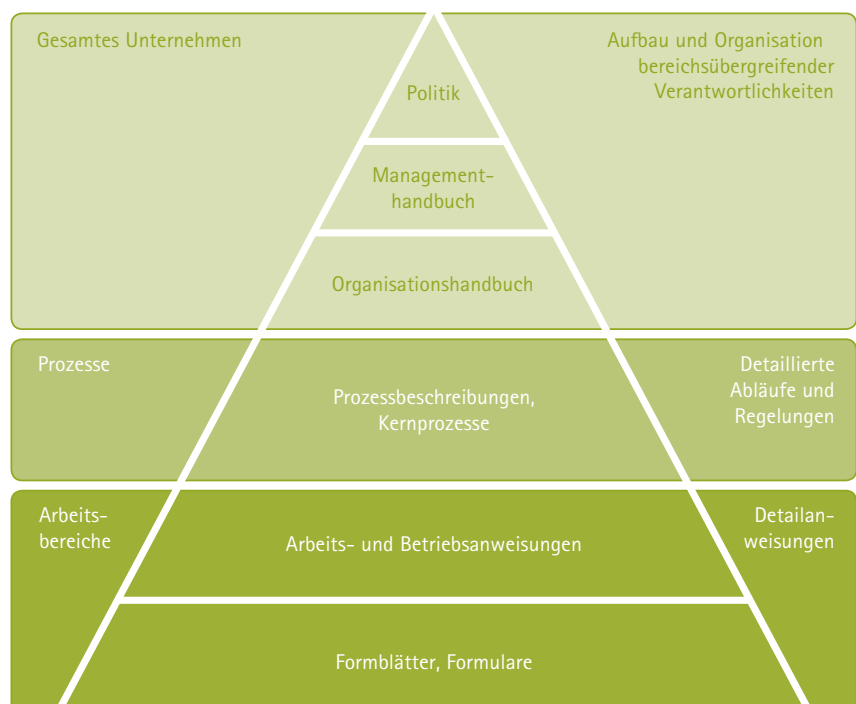 Gesamtes Unternehmen
Aufbau und Organisation
bereichsübergreifender
Verantwortlichkeiten
Politik
Management-
handbuch
Organisationshandbuch
Prozesse
Prozessbeschreibungen,
Kernprozesse
Detaillierte
Abläufe und
Regelungen
Arbeits-
bereiche
Arbeits- und Betriebsanweisungen
Detailan-
weisungen
Formblätter, Formulare